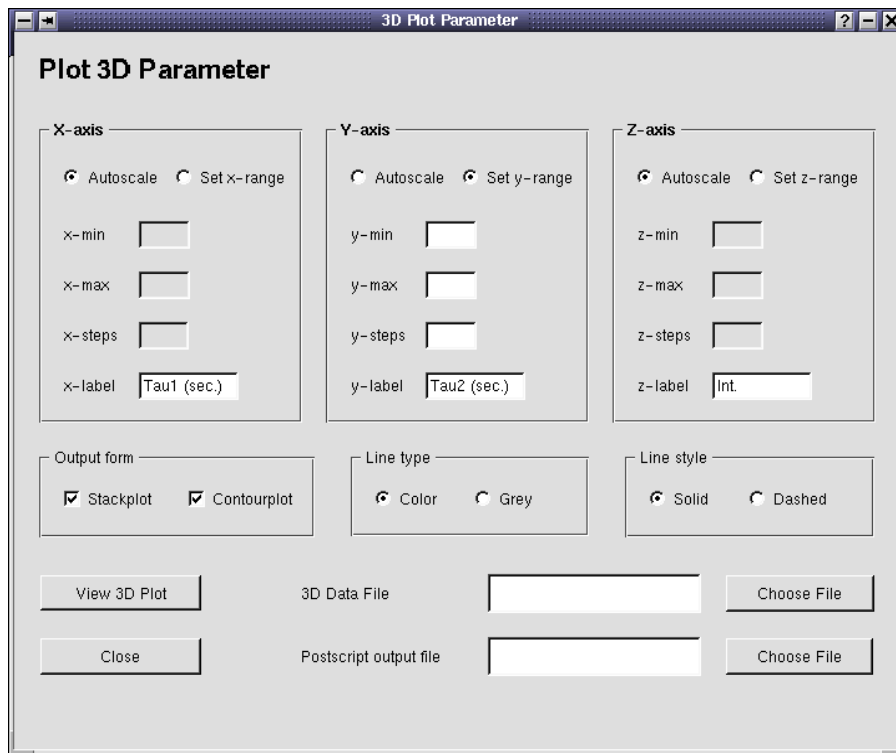 3D Plot Parameter
Plot 3D Parameter
X-axis Y-axis Z-axis
Autoscale Set x-range Autoscale Set y-range Autoscale Set z-range
x-min y-min z-min
x-max y-max z-max
x-steps y-steps z-steps
x-label Tau1 (sec.) y-label Tau2 (sec.) z-label Int.
Output form Line type Line style
Stackplot Contourplot Color Grey Solid Dashed
View 3D Plot 3D Data File Choose File
Close Postscript output file Choose File